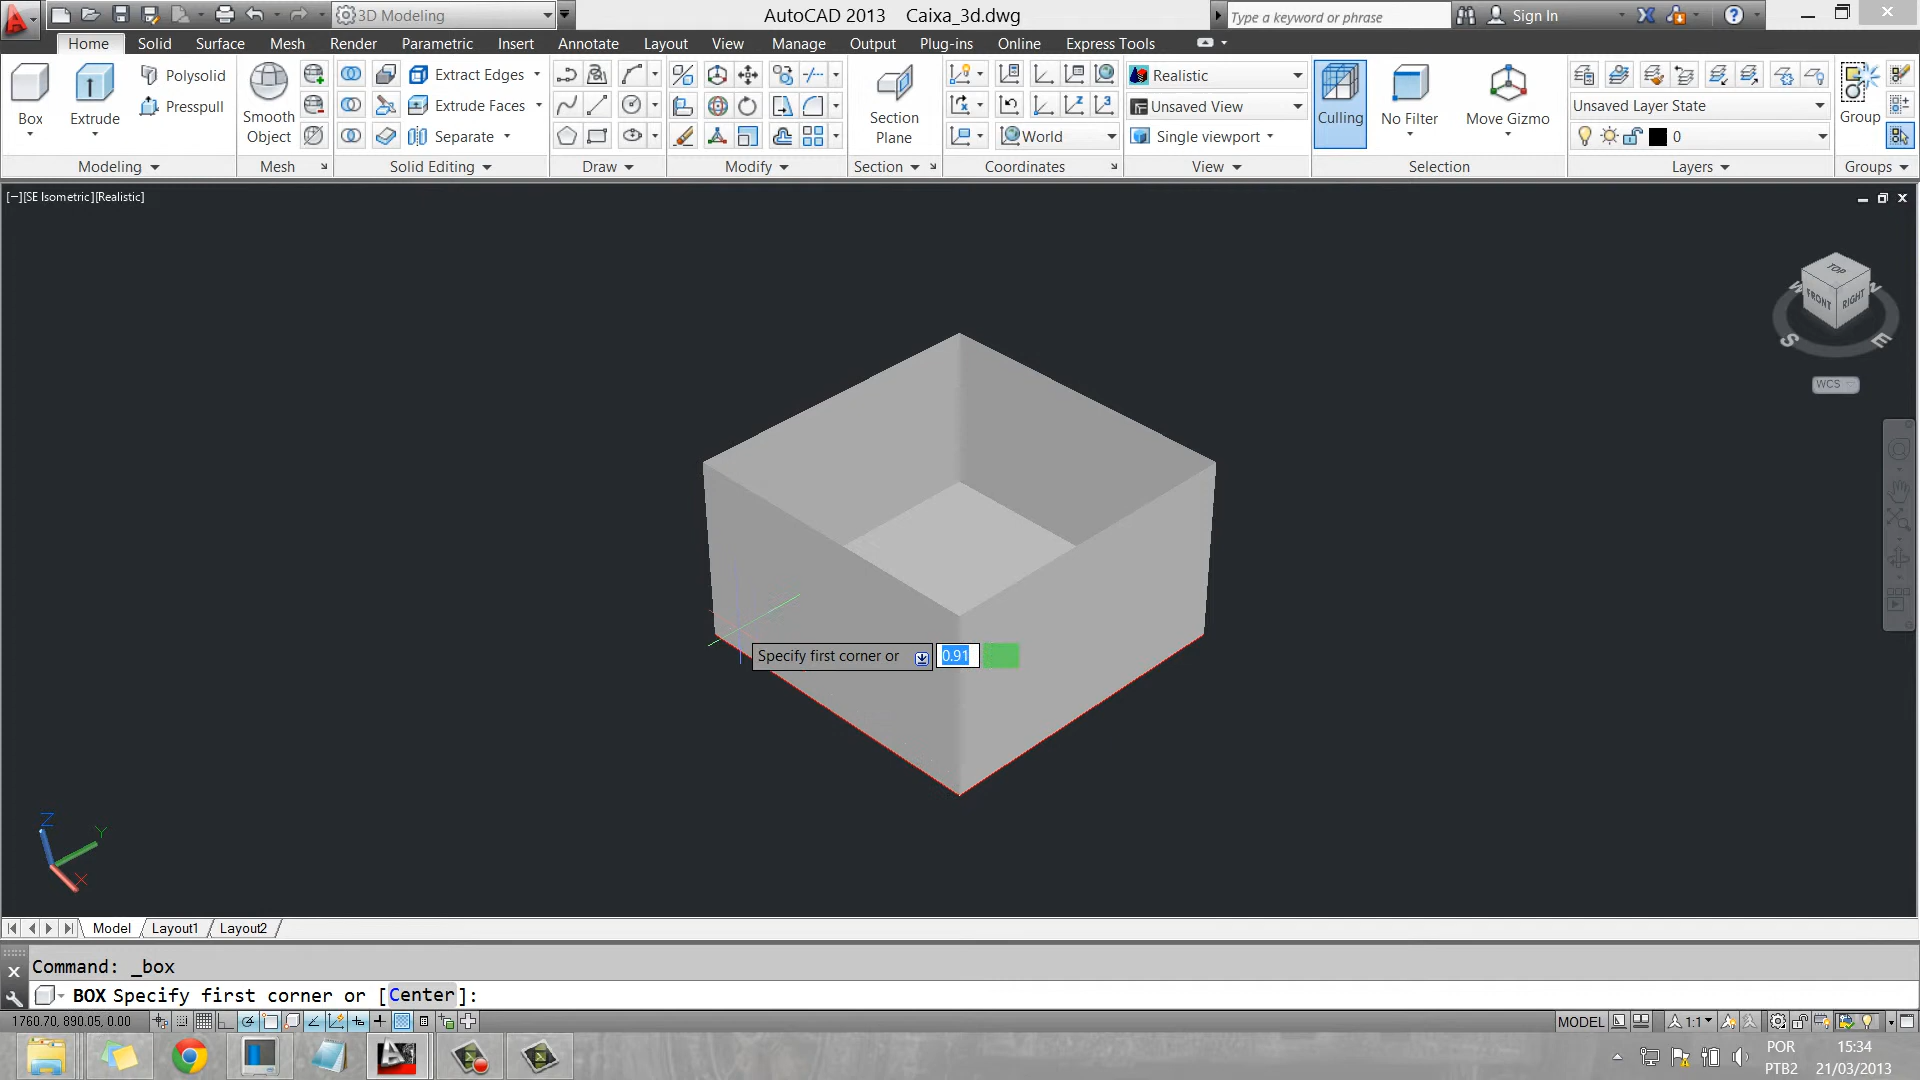 3D Modeling
AutoCAD 2013 Caixa_3d.dwg
Type a keyword or phrase
Sign In
Home Solid Surface Mesh Render Parametric Insert Annotate Layout View Manage Output Plug-ins Online Express Tools
Box
Extrude
Polysolid
Presspull
Modeling
Smooth
Object
Mesh
Extract Edges
Extrude Faces
Separate
Solid Editing
Draw
Modify
Section
Plane
Section
World
Coordinates
Realistic
Unsaved View
Single viewport
View
Culling
No Filter
Move Gizmo
Selection
Unsaved Layer State
0
Layers
Group
Groups
[−][SE Isometric][Realistic]
TOP
FRONT
RIGHT
W
N
S
E
WCS
Specify first corner or 0.91
Z
Y
X
Model Layout1 Layout2
Command: _box
BOX Specify first corner or [Center]:
1760.70, 890.05, 0.00
MODEL
1:1
POR
PTB2
15:34
21/03/2013